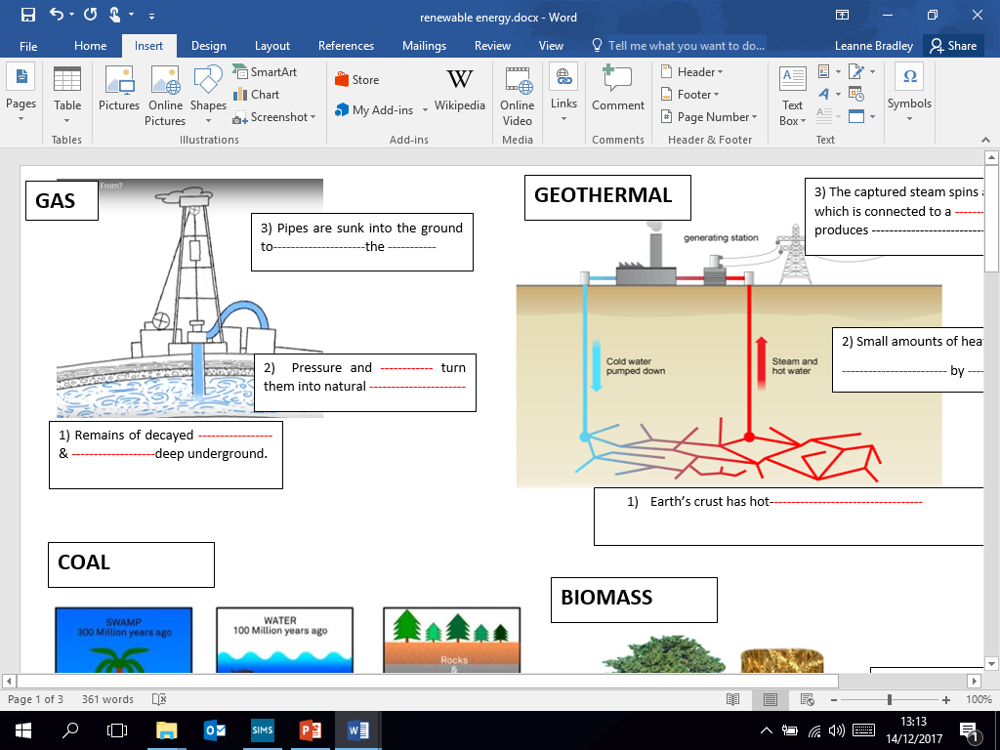 renewable energy.docx - Word
File Home Insert Design Layout References Mailings Review View Tell me what you want to do... Leanne Bradley Share
Pages
Table
Tables
Pictures
Online Pictures
Shapes
SmartArt
Chart
Screenshot
Illustrations
Store
My Add-ins
W
Wikipedia
Add-ins
Online Video
Media
Links
Comment
Comments
Header
Footer
Page Number
Header & Footer
A
Text Box
A
Text
Ω
Symbols
From?
GAS
3) Pipes are sunk into the ground
to---------------------the -----------
2) Pressure and ------------ turn
them into natural ----------------------
1) Remains of decayed -----------------
& -------------------deep underground.
GEOTHERMAL
3) The captured steam spins
which is connected to a ------
produces -------------------------
generating station
Cold water
pumped down
Steam and
hot water
2) Small amounts of hea
------------------------ by ----
1) Earth's crust has hot-----------------------------------
COAL
SWAMP
300 Million years ago
WATER
100 Million years ago
Rocks
&
BIOMASS
Page 1 of 3 361 words 100%
SIMS
13:13
14/12/2017
1